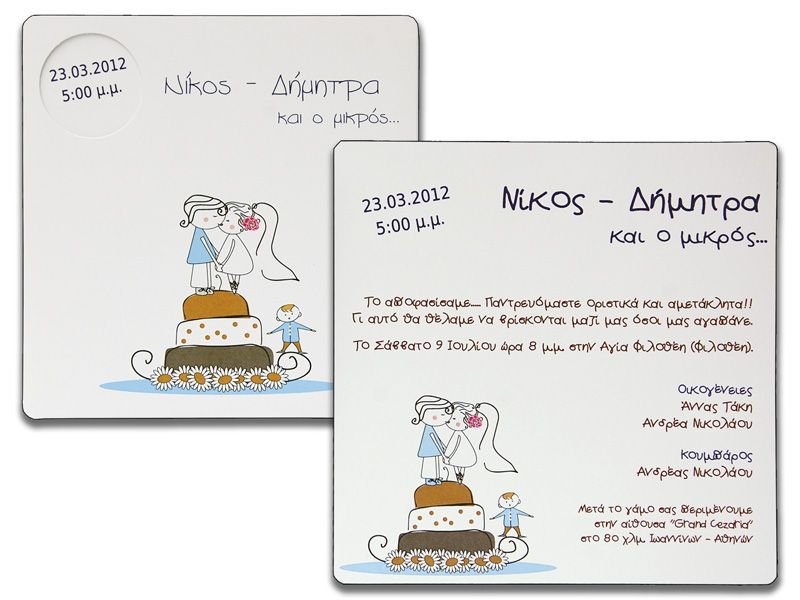 23.03.2012
5:00 μ.μ.
Νίκος - Δήμητρα
και ο μικρός...
23.03.2012
5:00 μ.μ.
Νίκος - Δήμητρα
και ο μικρός...
Το αποφασίσαμε.... Παντρευόμαστε οριστικά και αμετάκλητα!!
Γι αυτό θα θέλαμε να βρίσκονται μαζί μας όσοι μας αγαπάνε.
Το Σάββατο 9 Ιουλίου ώρα 8 μ.μ. στην Αγία Φιλοθέη (Φιλοθέη).
Οικογένειες
Άννας Τάκη
Ανδρέα Νικολάου
Κουμπάρος
Ανδρέας Νικολάου
Μετά το γάμο σας περιμένουμε
στην αίθουσα "Grand Cezaria"
στο 8ο χλμ. Ιωαννίνων - Αθηνών